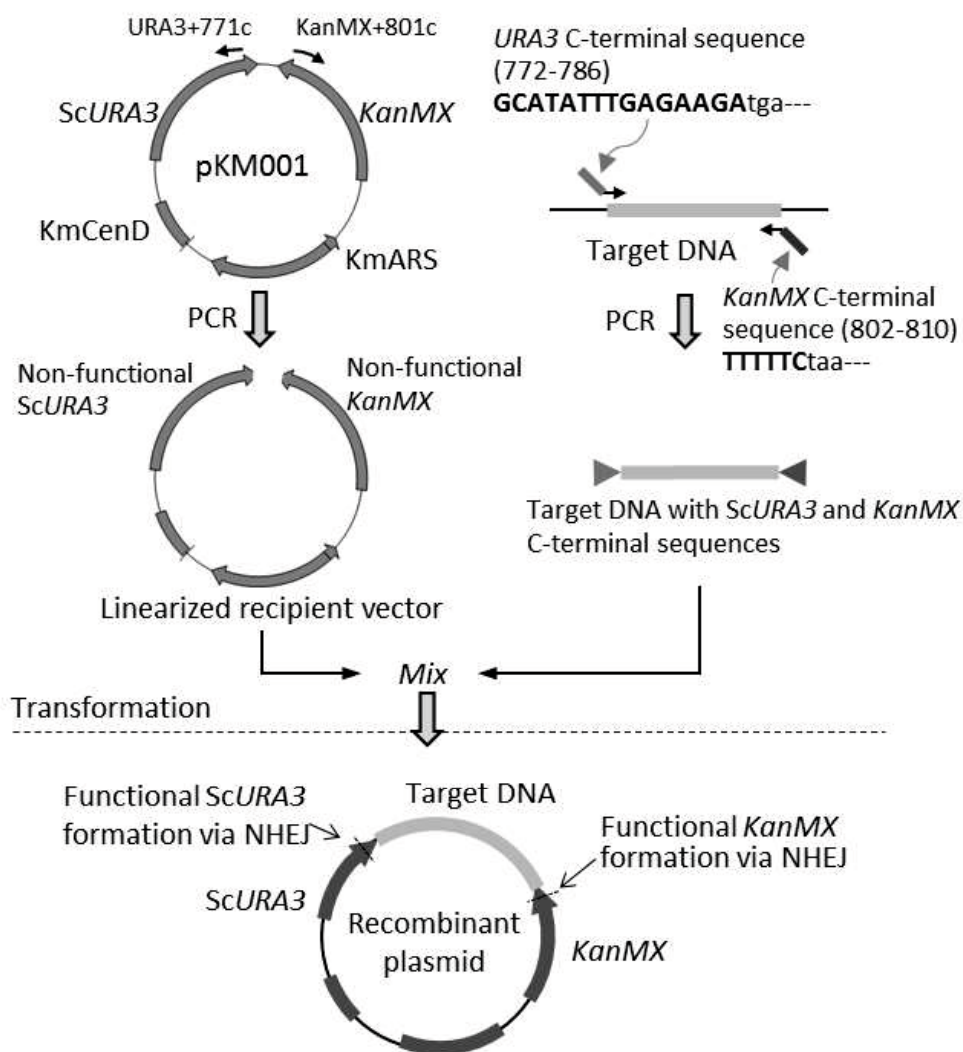 URA3+771c
KanMX+801c
ScURA3
KanMX
pKM001
KmCenD
KmARS
PCR
URA3 C-terminal sequence
(772-786)
GCATATTTGAGAAGAtga---
Target DNA
KanMX C-terminal
sequence (802-810)
TTTTTCtaa---
PCR
Non-functional
ScURA3
Non-functional
KanMX
Linearized recipient vector
Target DNA with ScURA3 and KanMX
C-terminal sequences
Mix
Transformation
Functional ScURA3
formation via NHEJ
Target DNA
Functional KanMX
formation via NHEJ
ScURA3
Recombinant
plasmid
KanMX